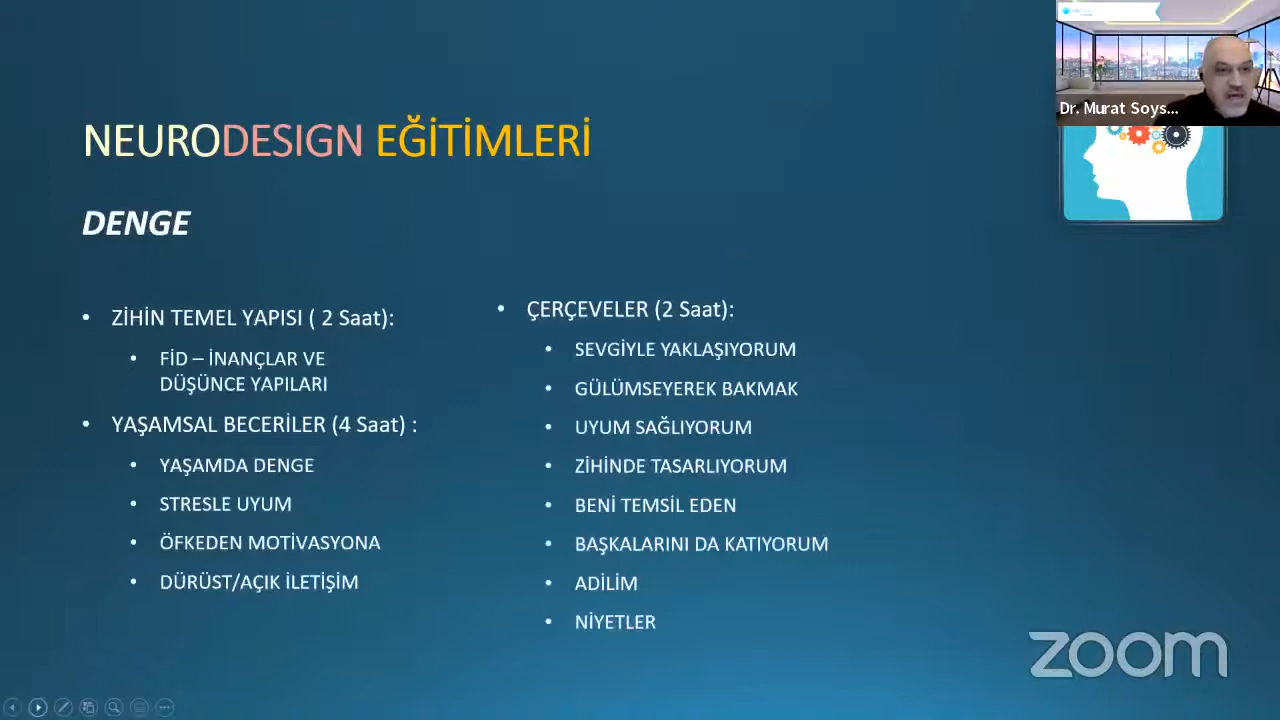 NEURODESIGN EĞİTİMLERİ
DENGE
• ZİHİN TEMEL YAPISI ( 2 Saat):
• FİD – İNANÇLAR VE
DÜŞÜNCE YAPILARI
• YAŞAMSAL BECERİLER (4 Saat) :
• YAŞAMDA DENGE
• STRESLE UYUM
• ÖFKEDEN MOTİVASYONA
• DÜRÜST/AÇIK İLETİŞİM
• ÇERÇEVELER (2 Saat):
• SEVGİYLE YAKLAŞIYORUM
• GÜLÜMSEYEREK BAKMAK
• UYUM SAĞLIYORUM
• ZİHİNDE TASARLIYORUM
• BENİ TEMSİL EDEN
• BAŞKALARINI DA KATIYORUM
• ADİLİM
• NİYETLER
Dr. Murat Soys...
zoom